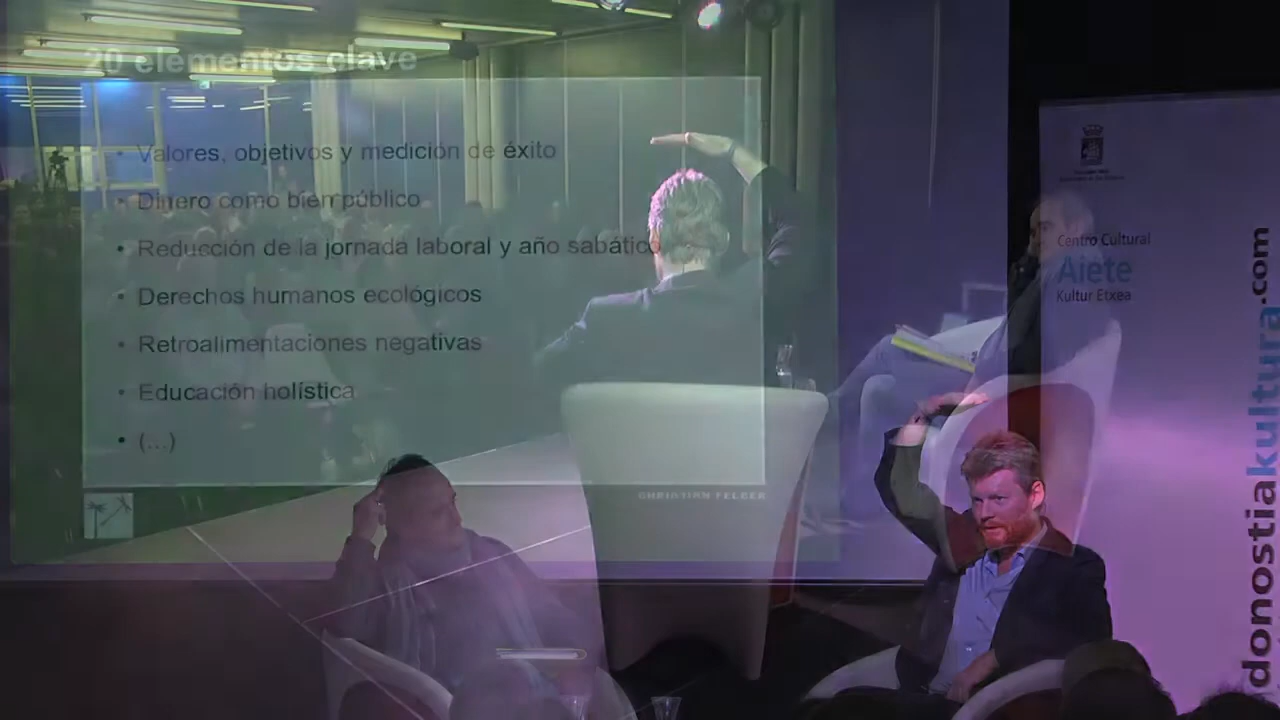 20 elementos clave
• Valores, objetivos y medición de éxito
• Dinero como bien público
• Reducción de la jornada laboral y año sabático
• Derechos humanos ecológicos
• Retroalimentaciones negativas
• Educación holística
• (...)
CHRISTIAN FELBER
Centro Cultural
Aiete
Kultur Etxea
donostiakultura.com